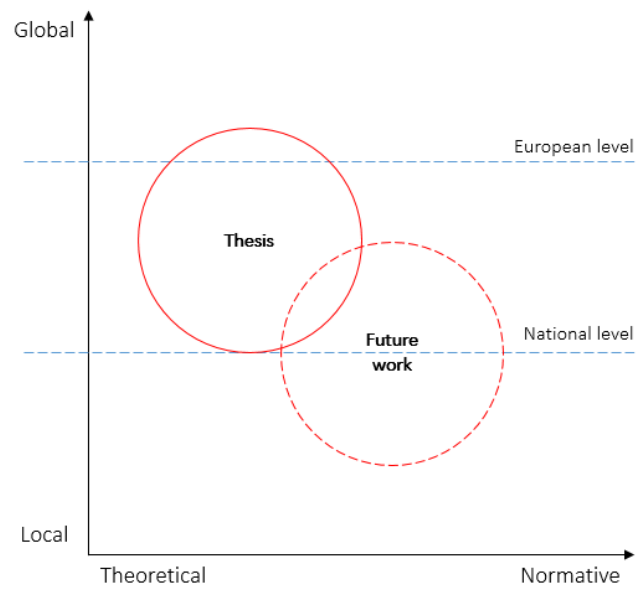 Global
European level
Thesis
National level
Future
work
Local
Theoretical
Normative